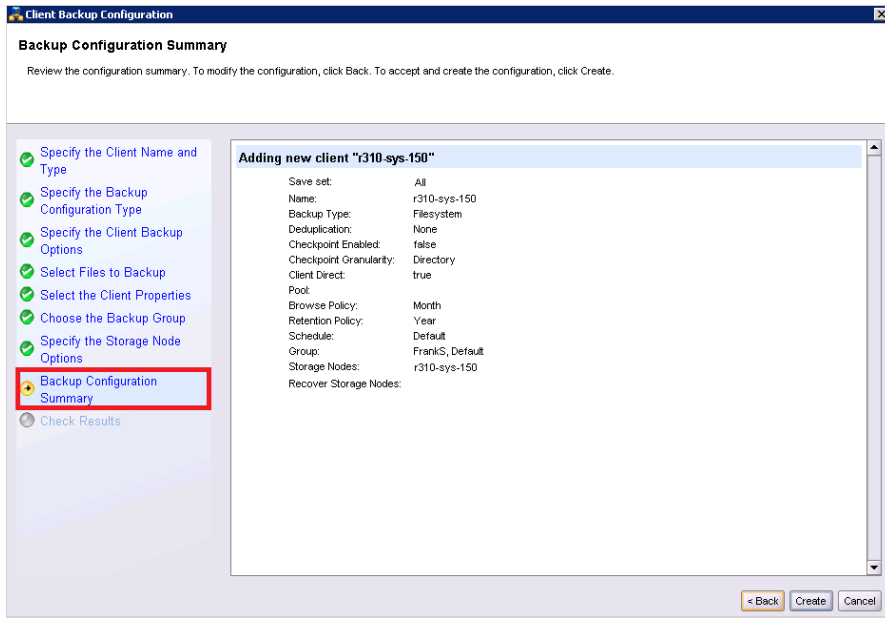 Client Backup Configuration
Backup Configuration Summary
Review the configuration summary. To modify the configuration, click Back. To accept and create the configuration, click Create.
Specify the Client Name and
Type
Specify the Backup
Configuration Type
Specify the Client Backup
Options
Select Files to Backup
Select the Client Properties
Choose the Backup Group
Specify the Storage Node
Options
Backup Configuration
Summary
Check Results
Adding new client "r310-sys-150"
Save set: All
Name: r310-sys-150
Backup Type: Filesystem
Deduplication: None
Checkpoint Enabled: false
Checkpoint Granularity: Directory
Client Direct: true
Pool:
Browse Policy: Month
Retention Policy: Year
Schedule: Default
Group: FrankS, Default
Storage Nodes: r310-sys-150
Recover Storage Nodes:
< Back Create Cancel